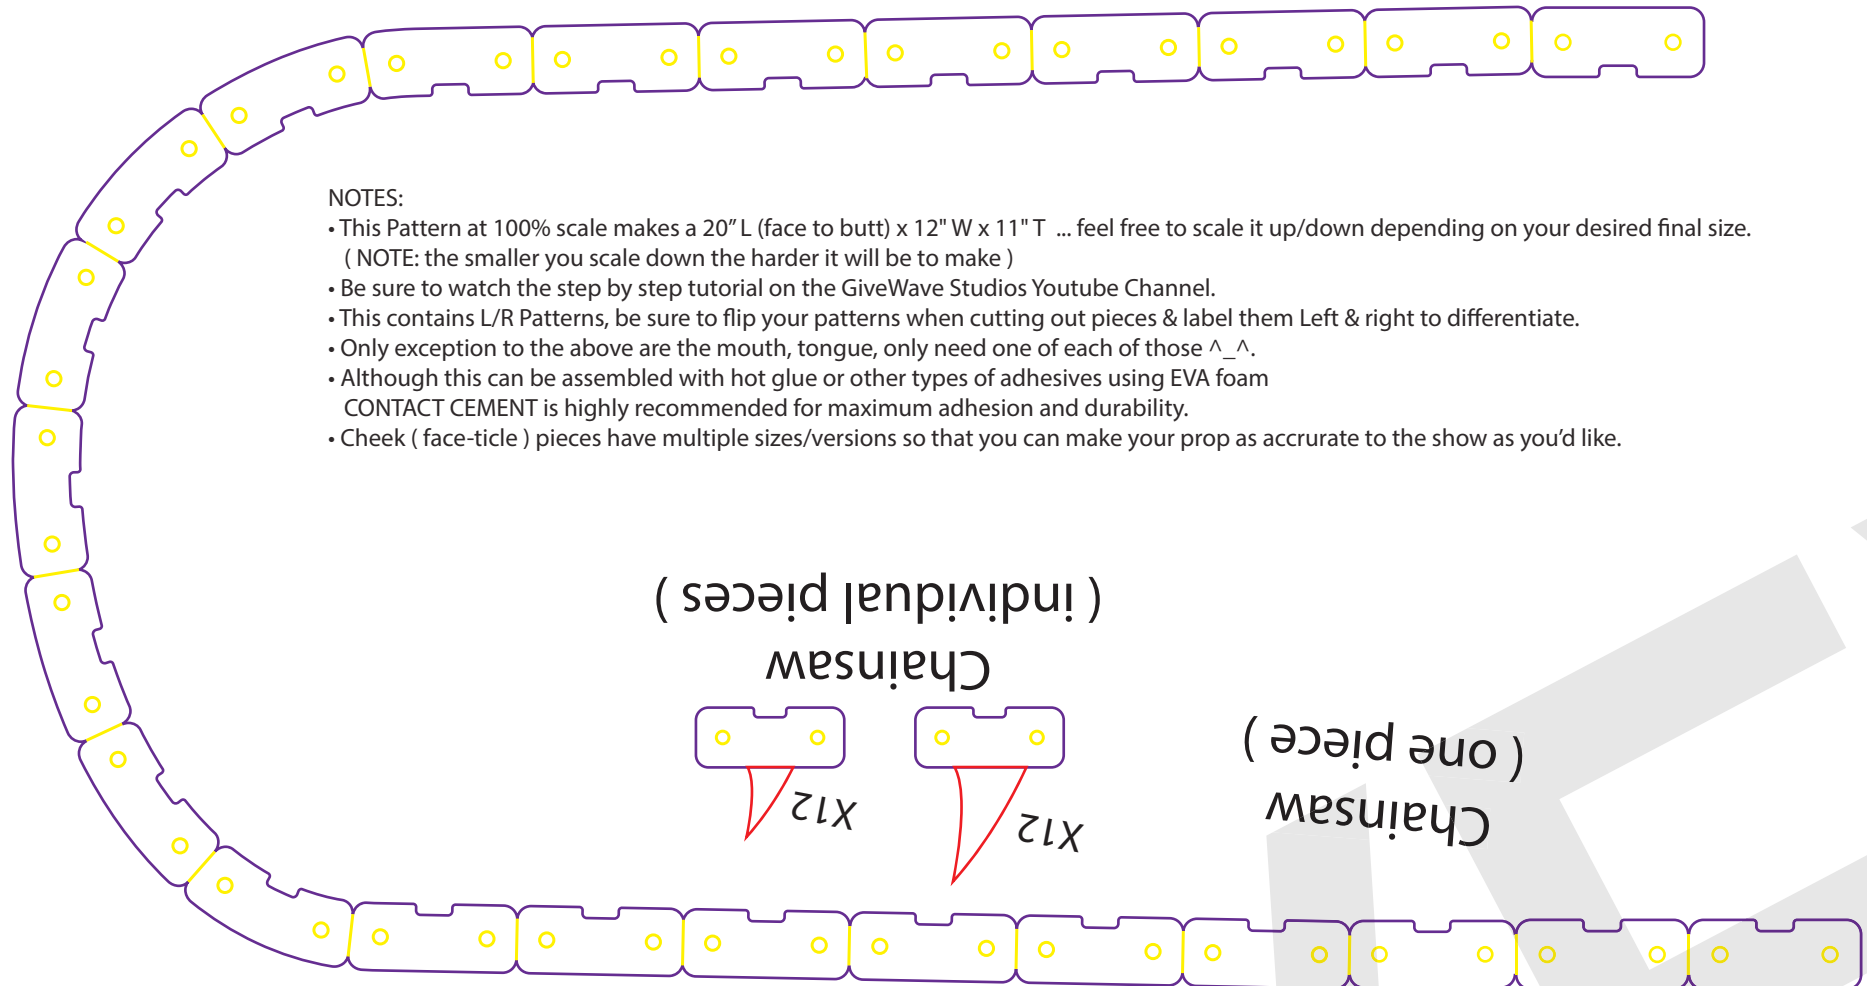 NOTES:
• This Pattern at 100% scale makes a 20” L (face to butt) x 12" W x 11" T ... feel free to scale it up/down depending on your desired final size.
( NOTE: the smaller you scale down the harder it will be to make )
• Be sure to watch the step by step tutorial on the GiveWave Studios Youtube Channel.
• This contains L/R Patterns, be sure to flip your patterns when cutting out pieces & label them Left & right to differentiate.
• Only exception to the above are the mouth, tongue, only need one of each of those ^_^.
• Although this can be assembled with hot glue or other types of adhesives using EVA foam
CONTACT CEMENT is highly recommended for maximum adhesion and durability.
• Cheek ( face-ticle ) pieces have multiple sizes/versions so that you can make your prop as accrurate to the show as you’d like.
Chainsaw
( individual pieces )
X12
X12
Chainsaw
( one piece )